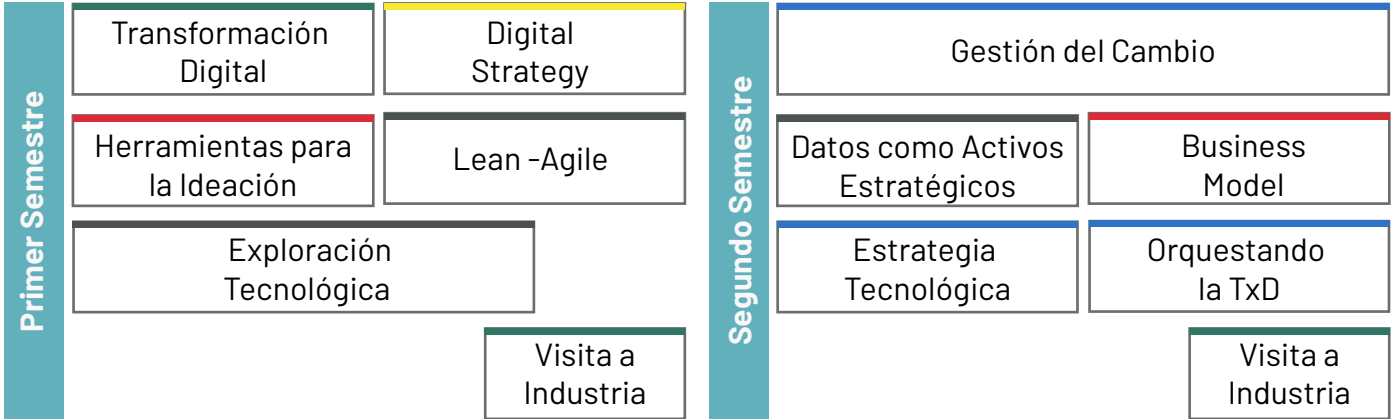 Primer Semestre
Transformación
Digital
Digital
Strategy
Herramientas para
la Ideación
Lean -Agile
Exploración
Tecnológica
Visita a
Industria
Segundo Semestre
Gestión del Cambio
Datos como Activos
Estratégicos
Business
Model
Estrategia
Tecnológica
Orquestando
la TxD
Visita a
Industria